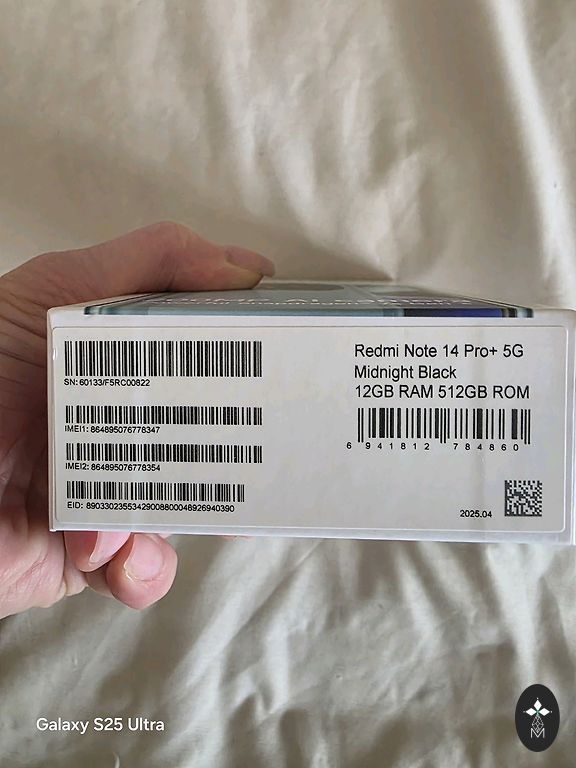 SN: 60133/F5RC00822
IMEI1: 864895076778347
IMEI2: 864895076778354
EID: 89033023553429008800048926940390
Redmi Note 14 Pro+ 5G
Midnight Black
12GB RAM 512GB ROM
6 941812 784860
2025.04
Galaxy S25 Ultra